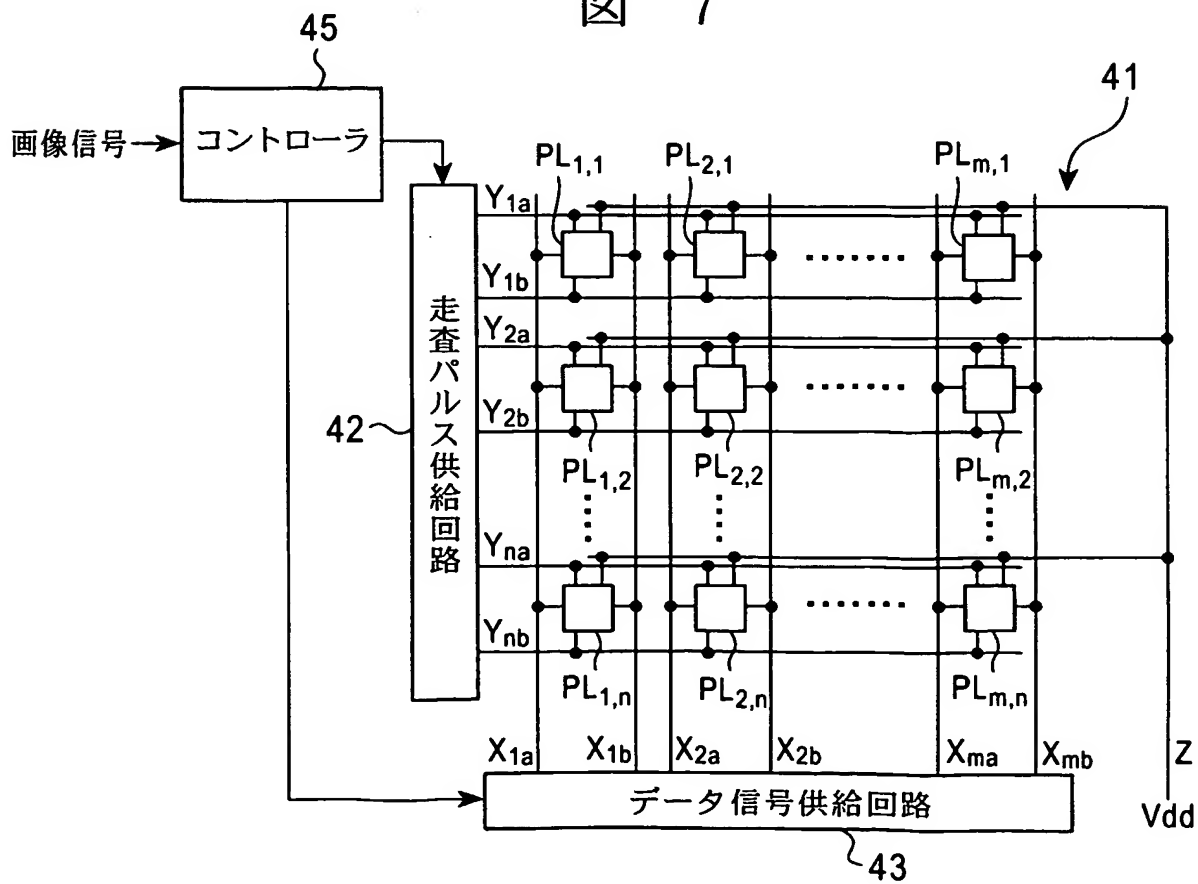 図 7
45
41
画像信号
コントローラ
PL1,1
PL2,1
PLm,1
Y1a
Y1b
Y2a
Y2b
42
走査パルス供給回路
PL1,2
PL2,2
PLm,2
Yna
Ynb
PL1,n
PL2,n
PLm,n
X1a
X1b
X2a
X2b
Xma
Xmb
Z
データ信号供給回路
Vdd
43